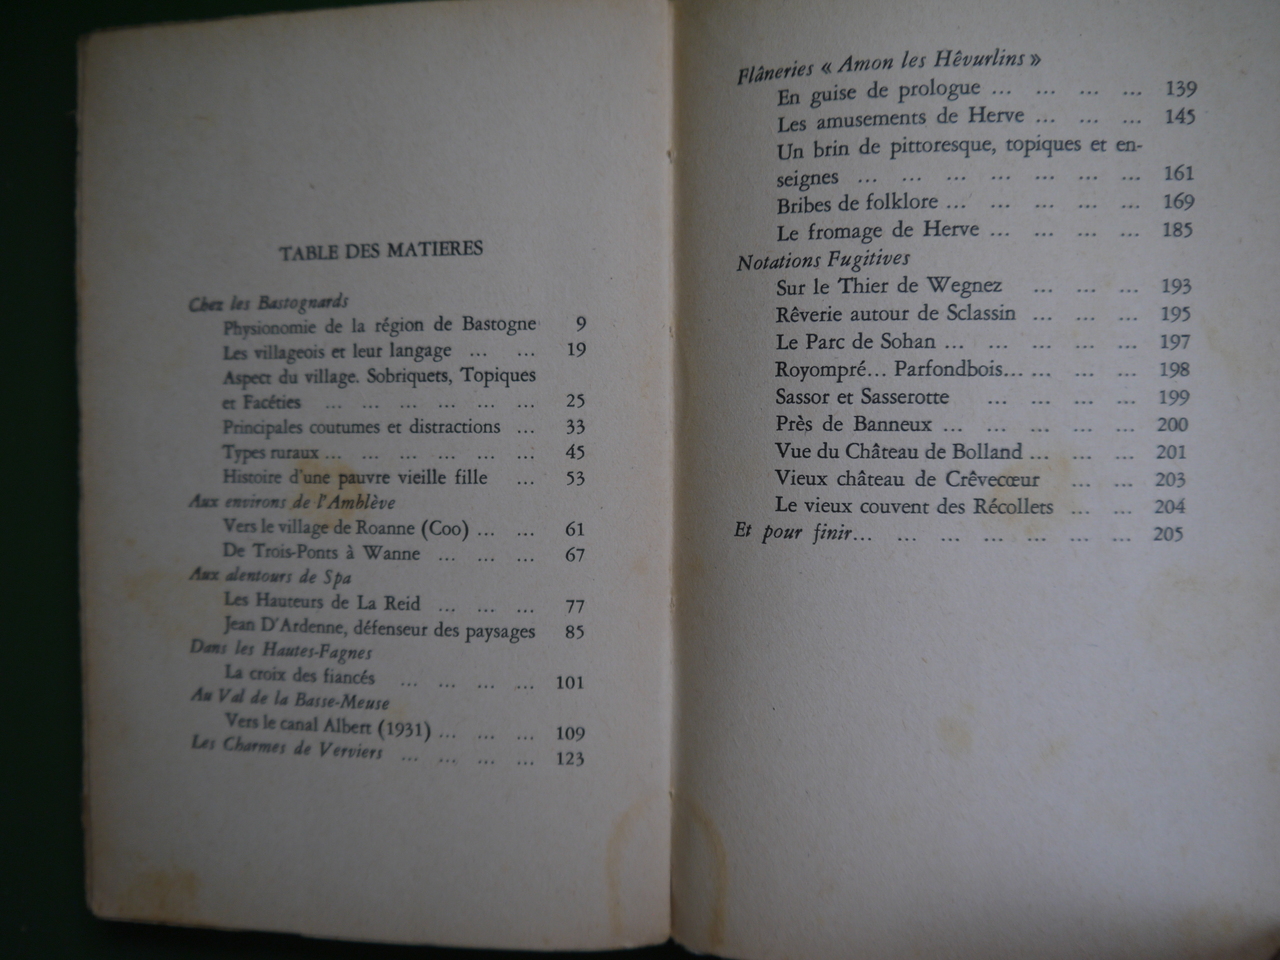 TABLE DES MATIERES
Chez les Bastognards
Physionomie de la région de Bastogne 9
Les villageois et leur langage ... ... 19
Aspect du village. Sobriquets, Topiques
et Facéties ... ... ... ... ... ... 25
Principales coutumes et distractions ... 33
Types ruraux ... ... ... ... ... ... 45
Histoire d'une pauvre vieille fille ... 53
Aux environs de l'Amblève
Vers le village de Roanne (Coo) ... ... 61
De Trois-Ponts à Wanne ... ... ... 67
Aux alentours de Spa
Les Hauteurs de La Reid ... ... ... 77
Jean D'Ardenne, défenseur des paysages 85
Dans les Hautes-Fagnes
La croix des fiancés ... ... ... ... 101
Au Val de la Basse-Meuse
Vers le canal Albert (1931) ... ... ... 109
Les Charmes de Verviers ... ... ... ... 123
Flâneries « Amon les Hêvurlins »
En guise de prologue ... ... ... ... 139
Les amusements de Herve ... ... ... 145
Un brin de pittoresque, topiques et en-
seignes ... ... ... ... ... ... ... 161
Bribes de folklore ... ... ... ... ... 169
Le fromage de Herve ... ... ... ... 185
Notations Fugitives
Sur le Thier de Wegnez ... ... ... 193
Rêverie autour de Sclassin ... ... ... 195
Le Parc de Sohan ... ... ... ... ... 197
Royompré... Parfondbois... ... ... ... 198
Sassor et Sasserotte ... ... ... ... 199
Près de Banneux ... ... ... ... ... 200
Vue du Château de Bolland ... ... ... 201
Vieux château de Crêvecœur ... ... 203
Le vieux couvent des Récollets ... ... 204
Et pour finir... ... ... ... ... ... ... 205